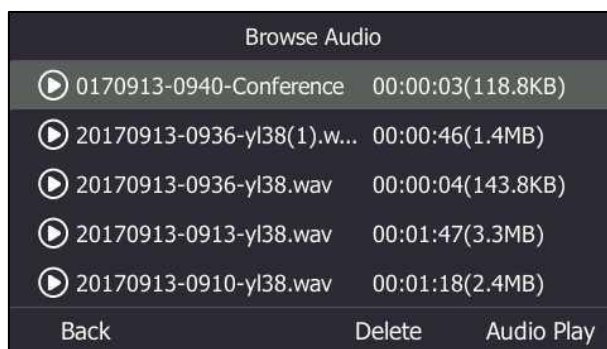 Browse Audio
0170913-0940-Conference 00:00:03(118.8KB)
20170913-0936-yl38(1).w... 00:00:46(1.4MB)
20170913-0936-yl38.wav 00:00:04(143.8KB)
20170913-0913-yl38.wav 00:01:47(3.3MB)
20170913-0910-yl38.wav 00:01:18(2.4MB)
Back Delete Audio Play